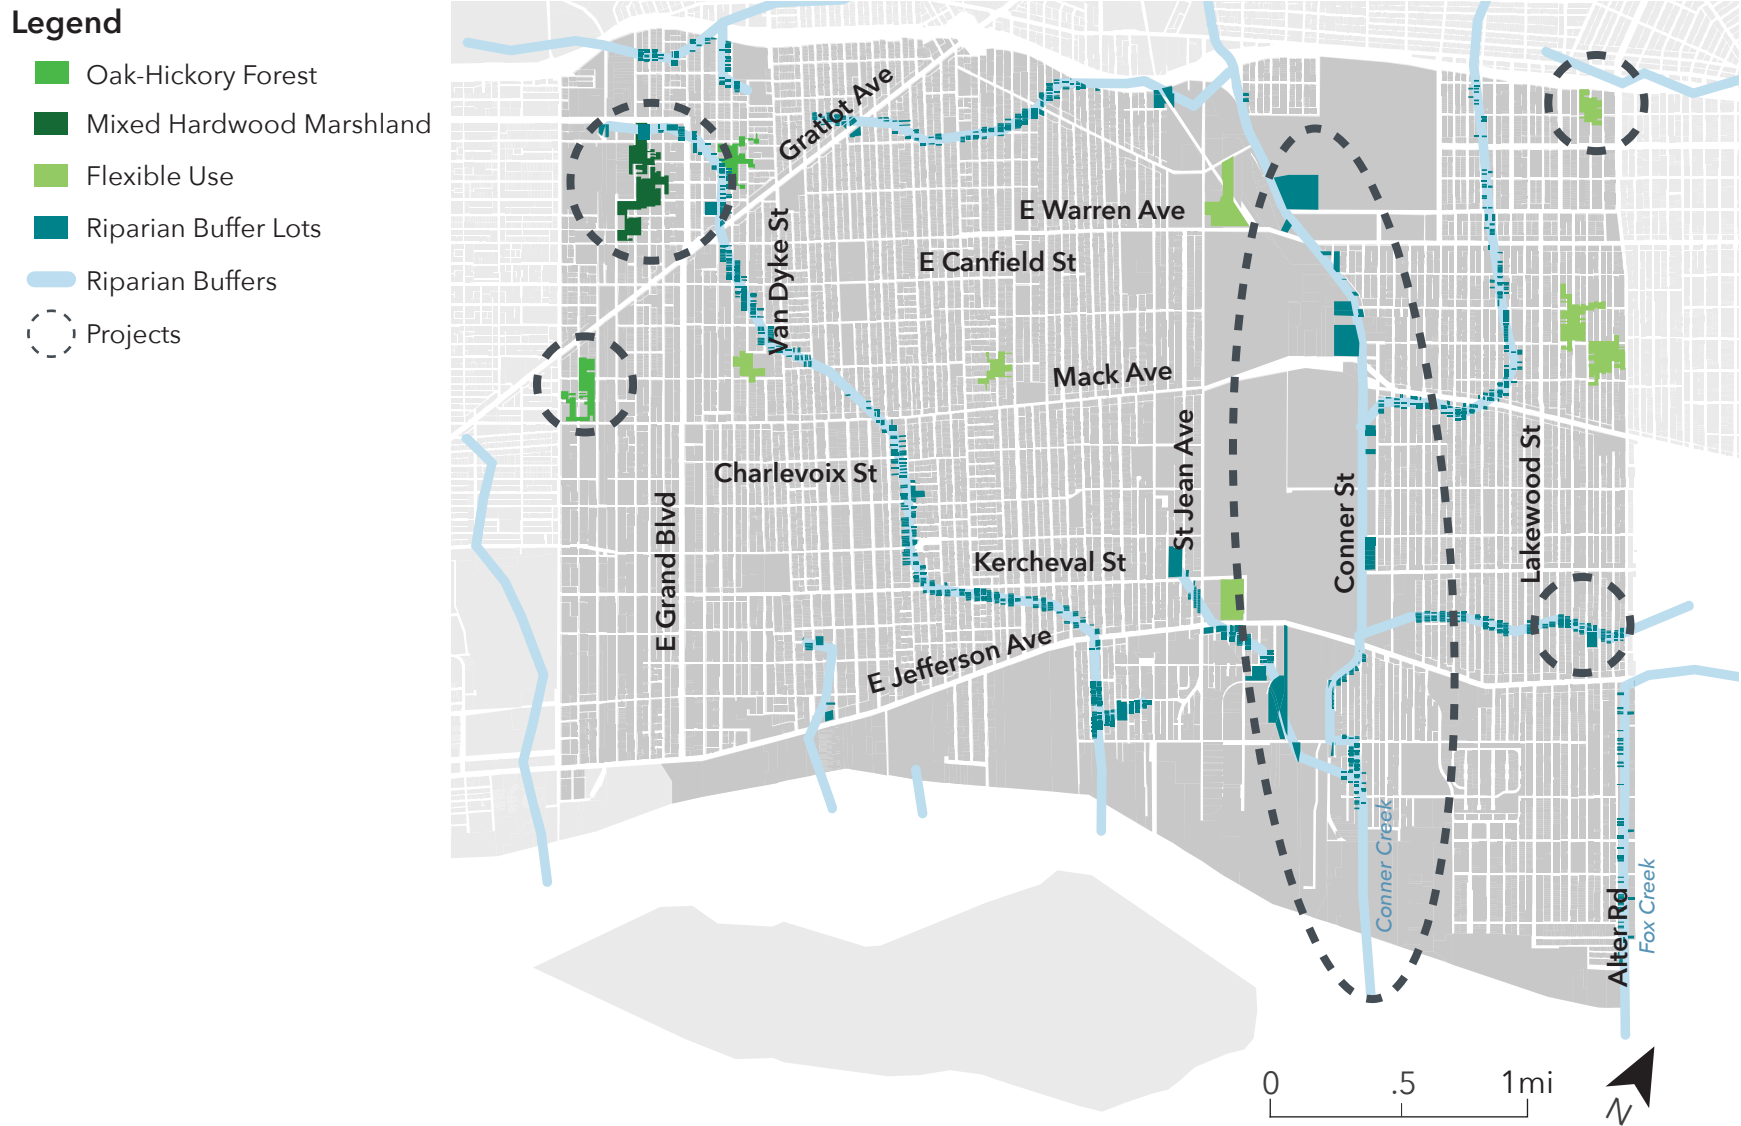 Legend
Oak-Hickory Forest
Mixed Hardwood Marshland
Flexible Use
Riparian Buffer Lots
Riparian Buffers
Projects
Gratiot Ave
E Warren Ave
Van Dyke St
E Canfield St
Mack Ave
St Jean Ave
Charlevoix St
Lakewood St
Conner St
E Grand Blvd
Kercheval St
E Jefferson Ave
Conner Creek
Alter Rd
Fox Creek
0 .5 1mi
N